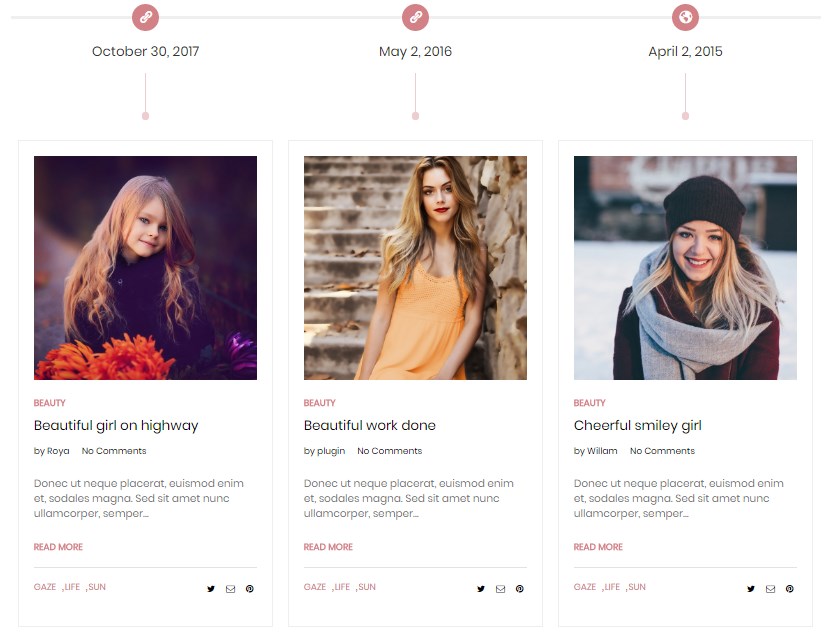 October 30, 2017
May 2, 2016
April 2, 2015
BEAUTY
Beautiful girl on highway
by Roya No Comments
Donec ut neque placerat, euismod enim
et, sodales magna. Sed sit amet nunc
ullamcorper, semper...
READ MORE
GAZE ,LIFE ,SUN
BEAUTY
Beautiful work done
by plugin No Comments
Donec ut neque placerat, euismod enim
et, sodales magna. Sed sit amet nunc
ullamcorper, semper...
READ MORE
GAZE ,LIFE ,SUN
BEAUTY
Cheerful smiley girl
by Willam No Comments
Donec ut neque placerat, euismod enim
et, sodales magna. Sed sit amet nunc
ullamcorper, semper...
READ MORE
GAZE ,LIFE ,SUN